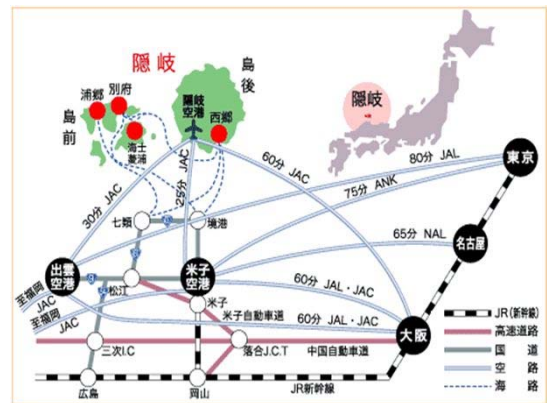 隠岐
島後
浦郷
別府
島前
海士
菱浦
隠岐
空港
西郷
隠岐
30分 JAC
25分 JAC
60分 JAC
80分 JAL
75分 ANK
65分 NAL
東京
名古屋
七類
境港
出雲
空港
松江
米子
空港
至福岡
JAC
至福岡
JAC
60分 JAL・JAC
60分 JAL・JAC
米子
米子自動車道
大阪
三次I.C
落合J.C.T
中国自動車道
広島
岡山
JR新幹線
JR(新幹線)
高速道路
国道
空路
海路